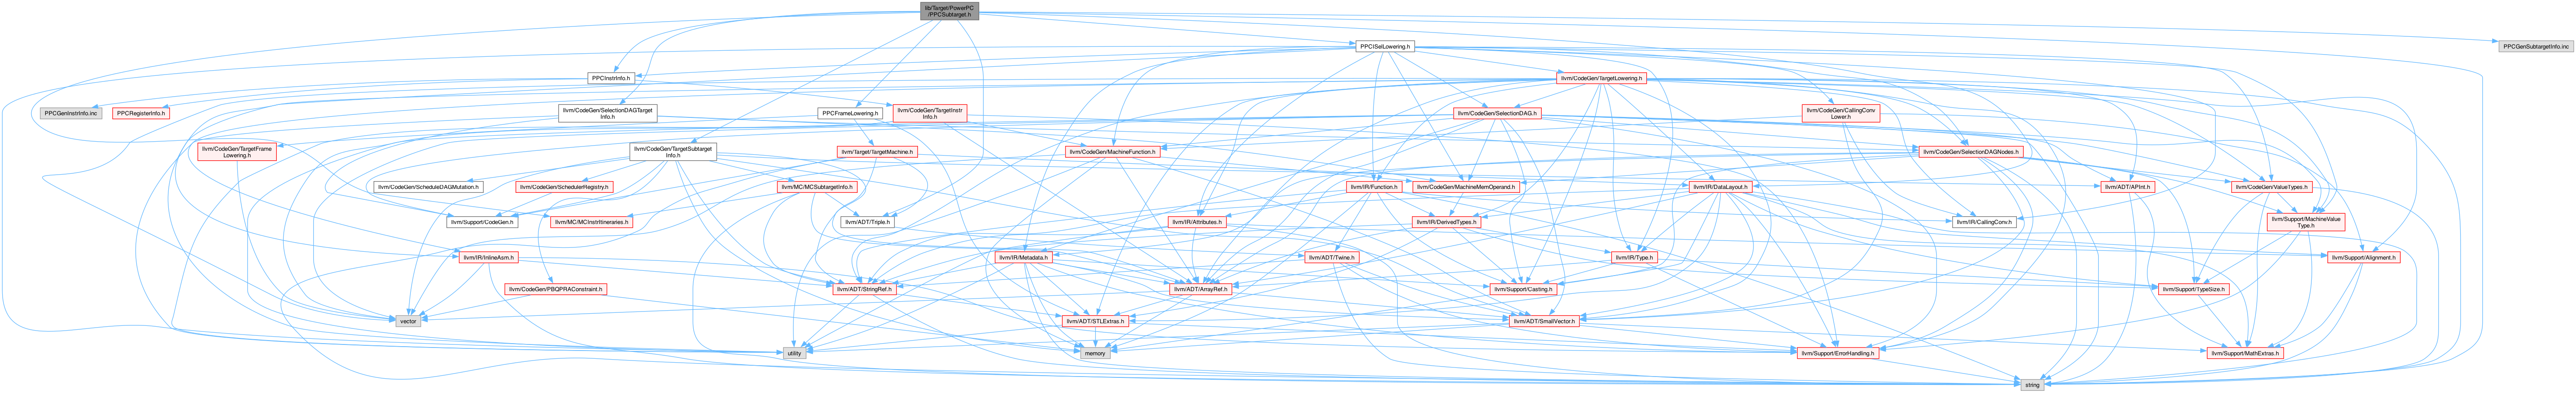 lib/Target/PowerPC
/PPCSubtarget.h
PPCISelLowering.h
PPCGenSubtargetInfo.inc
PPCInstrInfo.h
llvm/CodeGen/TargetLowering.h
PPCGenInstrInfo.inc
PPCRegisterInfo.h
llvm/CodeGen/SelectionDAGTarget
Info.h
PPCFrameLowering.h
llvm/CodeGen/TargetInstr
Info.h
llvm/CodeGen/SelectionDAG.h
llvm/CodeGen/CallingConv
Lower.h
llvm/CodeGen/TargetFrame
Lowering.h
llvm/CodeGen/TargetSubtarget
Info.h
llvm/Target/TargetMachine.h
llvm/CodeGen/MachineFunction.h
llvm/CodeGen/SelectionDAGNodes.h
llvm/CodeGen/ScheduleDAGMutation.h
llvm/CodeGen/SchedulerRegistry.h
llvm/MC/MCSubtargetInfo.h
llvm/IR/Function.h
llvm/CodeGen/MachineMemOperand.h
llvm/IR/DataLayout.h
llvm/ADT/APInt.h
llvm/CodeGen/ValueTypes.h
llvm/Support/CodeGen.h
llvm/MC/MCInstrItineraries.h
llvm/ADT/Triple.h
llvm/IR/Attributes.h
llvm/IR/DerivedTypes.h
llvm/IR/CallingConv.h
llvm/Support/MachineValue
Type.h
llvm/IR/InlineAsm.h
llvm/IR/Metadata.h
llvm/ADT/Twine.h
llvm/IR/Type.h
llvm/Support/Alignment.h
llvm/CodeGen/PBQPRAConstraint.h
llvm/ADT/StringRef.h
llvm/ADT/ArrayRef.h
llvm/Support/Casting.h
llvm/Support/TypeSize.h
vector
llvm/ADT/STLExtras.h
llvm/ADT/SmallVector.h
utility
memory
llvm/Support/ErrorHandling.h
llvm/Support/MathExtras.h
string